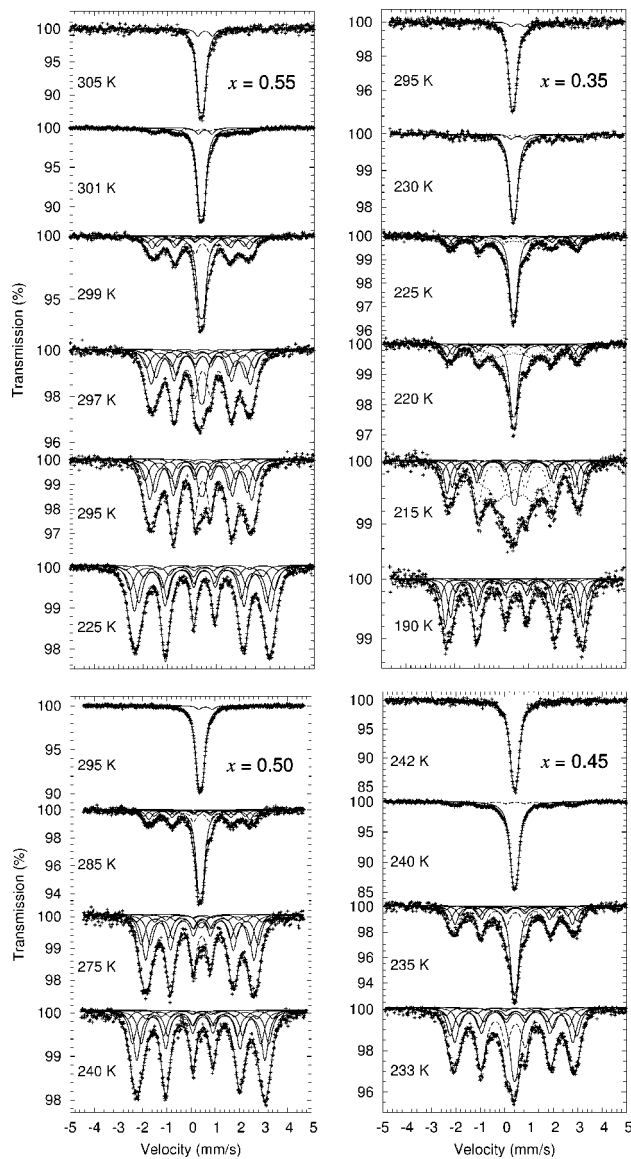 100
95
90
305 K
x = 0.55
100
95
90
301 K
100
95
299 K
100
98
96
297 K
100
99
98
97
295 K
100
99
98
225 K
Transmission (%)
100
98
96
295 K
x = 0.35
100
99
98
230 K
100
99
98
97
96
225 K
100
99
98
97
220 K
100
99
215 K
100
99
190 K
100
95
90
295 K
x = 0.50
100
98
96
94
285 K
100
99
98
275 K
100
99
98
240 K
Transmission (%)
-5 -4 -3 -2 -1 0 1 2 3 4 5
Velocity (mm/s)
100
95
90
85
242 K
x = 0.45
100
95
90
85
240 K
100
98
96
94
235 K
100
98
96
233 K
-5 -4 -3 -2 -1 0 1 2 3 4 5
Velocity (mm/s)